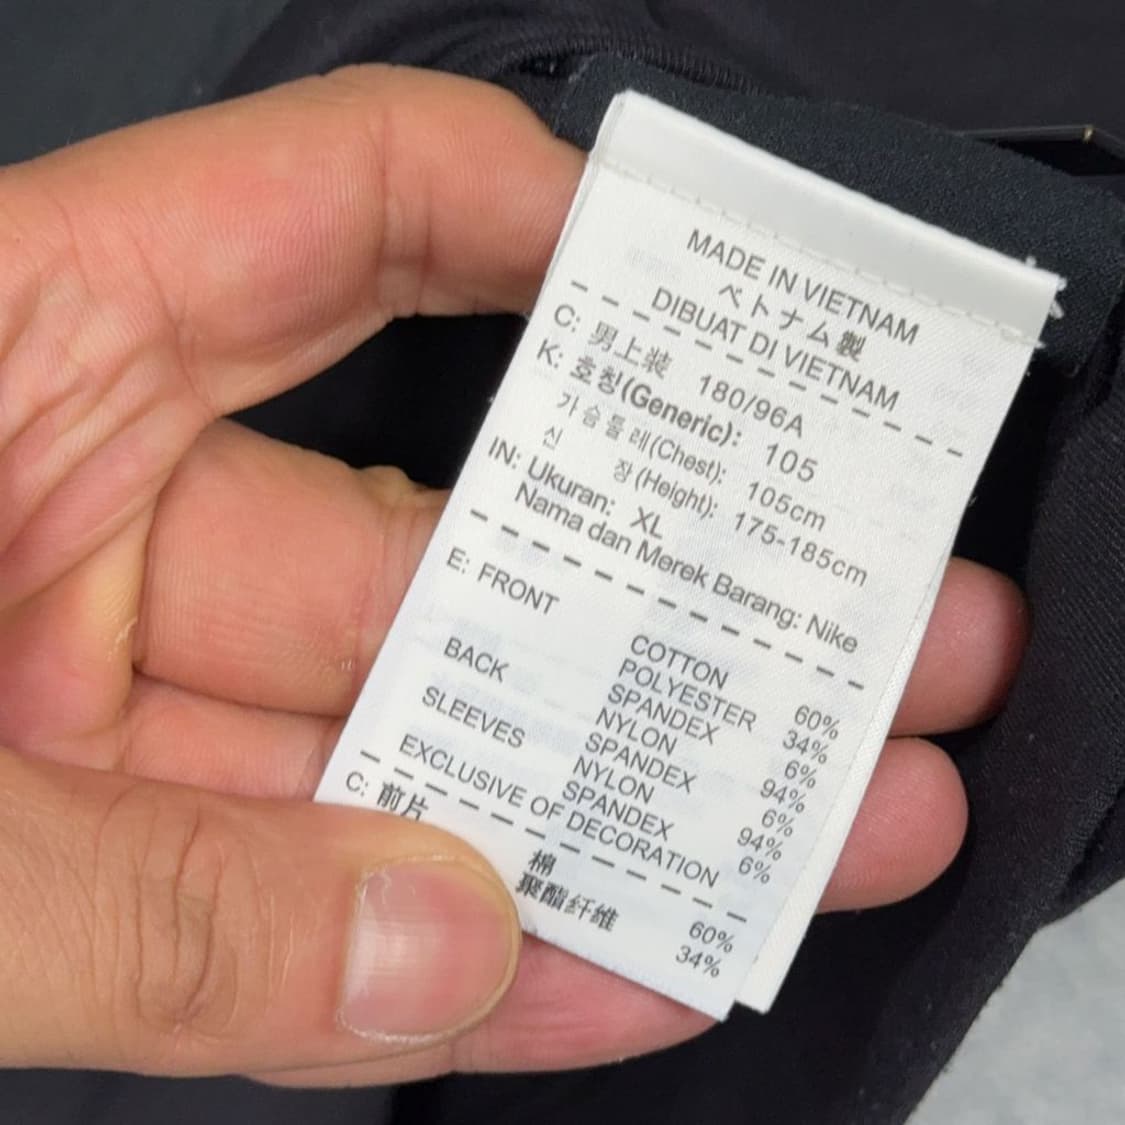 MADE IN VIETNAM
ベトナム製
DIBUAT DI VIETNAM
C: 男上装 180/96A
K: 호칭(Generic): 105
가슴둘레(Chest): 105cm
신 장(Height): 175-185cm
IN: Ukuran: XL
Nama dan Merek Barang: Nike
E: FRONT COTTON 60%
POLYESTER 34%
SPANDEX 6%
BACK NYLON 94%
SPANDEX 6%
SLEEVES NYLON 94%
SPANDEX 6%
EXCLUSIVE OF DECORATION
C: 前片 棉 60%
聚酯纤维 34%